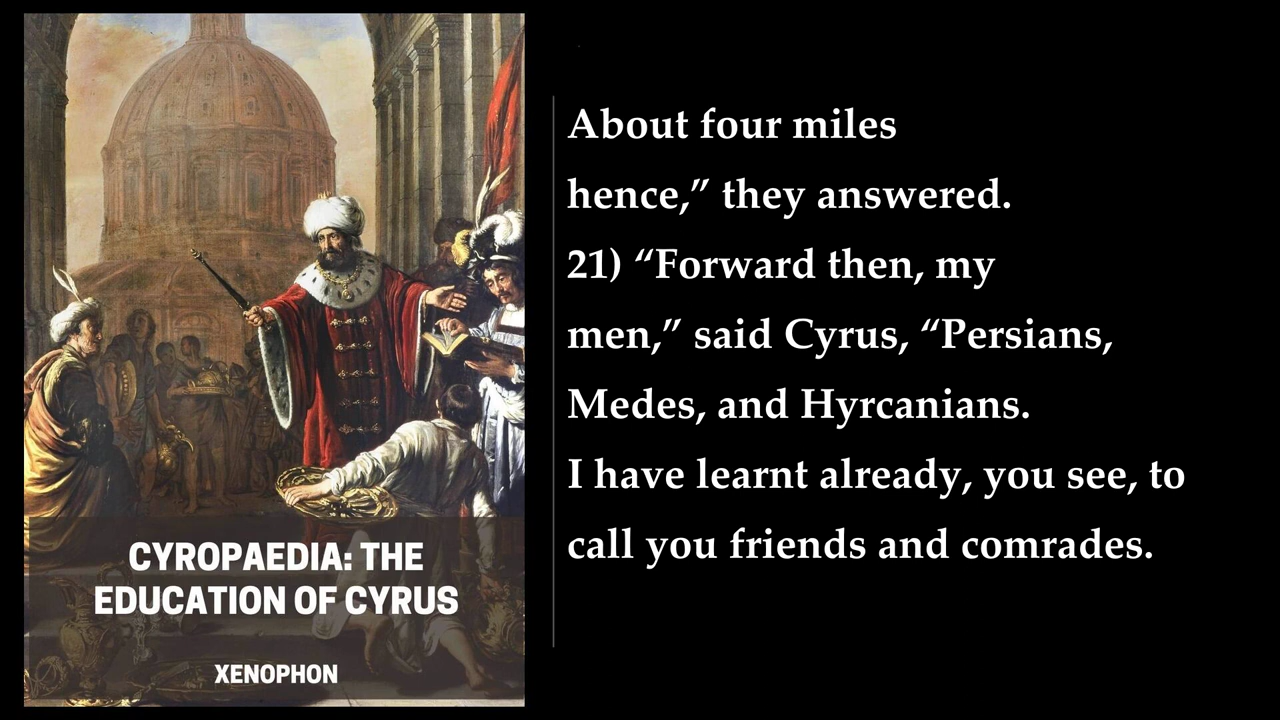 CYROPAEDIA: THE
EDUCATION OF CYRUS
XENOPHON
About four miles
hence,” they answered.
21) “Forward then, my
men,” said Cyrus, “Persians,
Medes, and Hyrcanians.
I have learnt already, you see, to
call you friends and comrades.